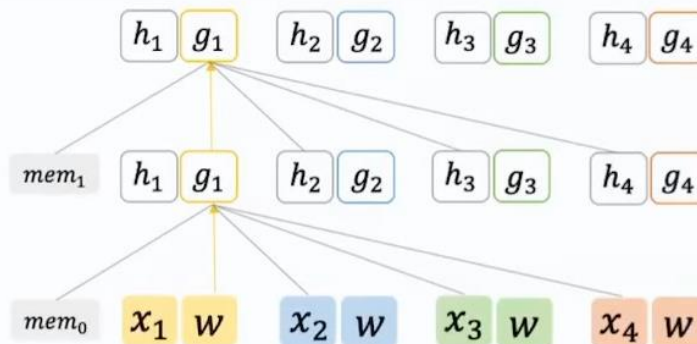 h₁ g₁ h₂ g₂ h₃ g₃ h₄ g₄
mem₁ h₁ g₁ h₂ g₂ h₃ g₃ h₄ g₄
mem₀ x₁ w x₂ w x₃ w x₄ w